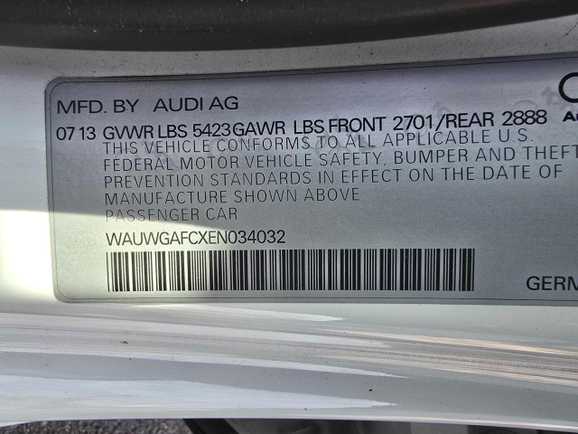 MFD. BY AUDI AG
07 13 GVWR LBS 5423 GAWR LBS FRONT 2701/REAR 2888
THIS VEHICLE CONFORMS TO ALL APPLICABLE U.S.
FEDERAL MOTOR VEHICLE SAFETY, BUMPER AND THEFT
PREVENTION STANDARDS IN EFFECT ON THE DATE OF
MANUFACTURE SHOWN ABOVE
PASSENGER CAR
WAUWGAFCXEN034032
GERM